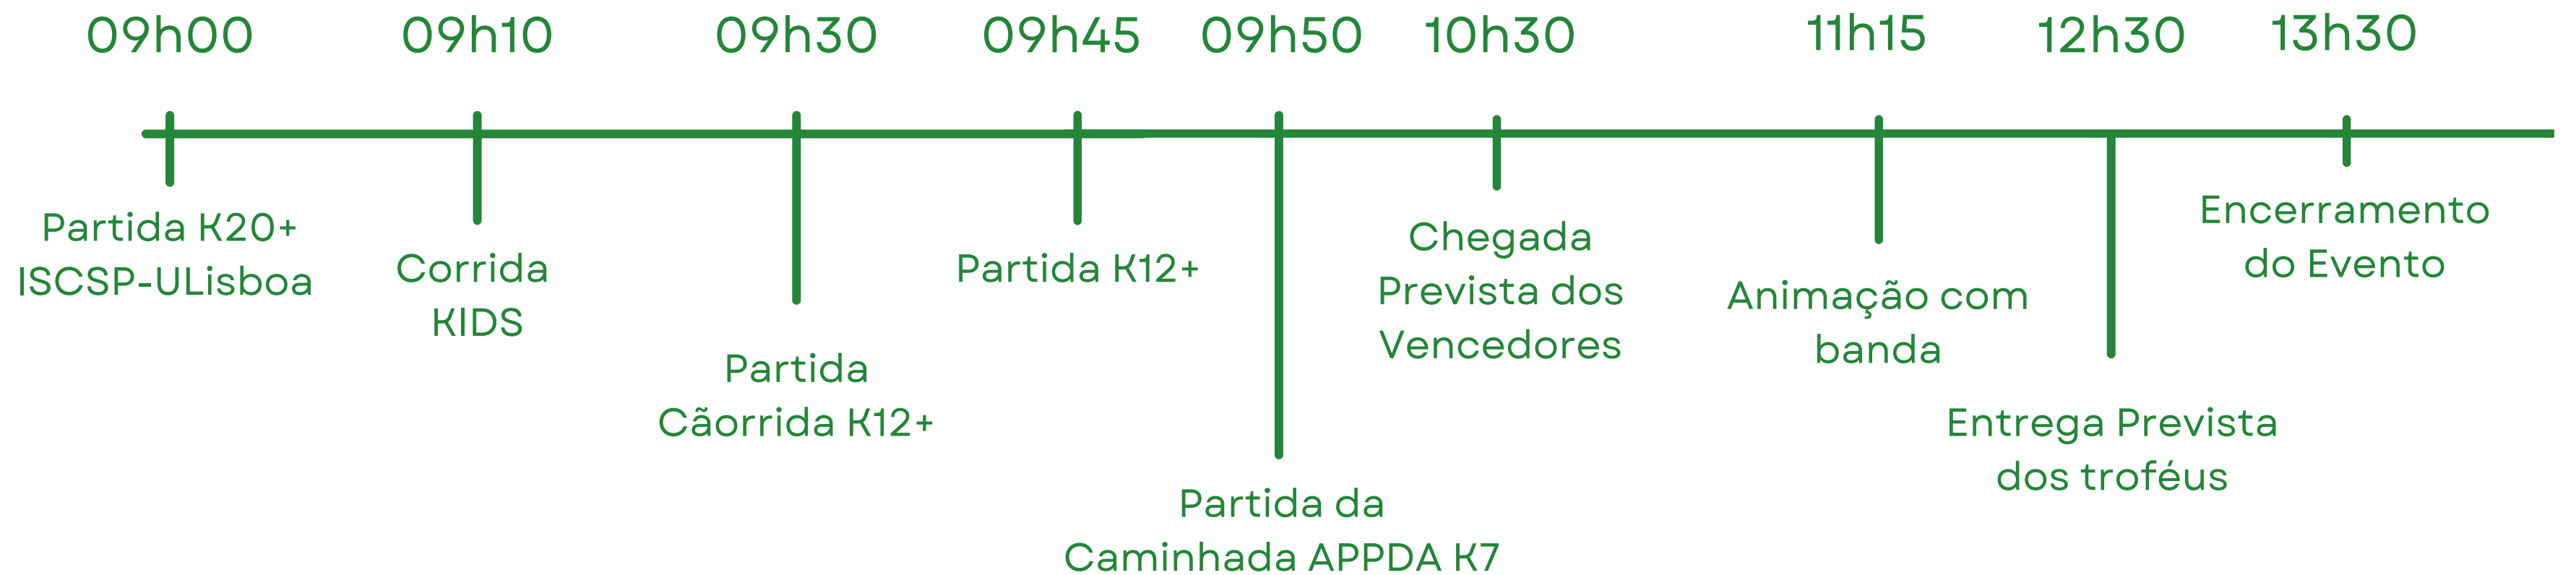 09h00
09h10
09h30
09h45
09h50
10h30
11h15
12h30
13h30
Partida K20+
ISCSP-ULisboa
Corrida
KIDS
Partida
Cãorrida K12+
Partida K12+
Partida da
Caminhada APPDA K7
Chegada
Prevista dos
Vencedores
Animação com
banda
Entrega Prevista
dos troféus
Encerramento
do Evento